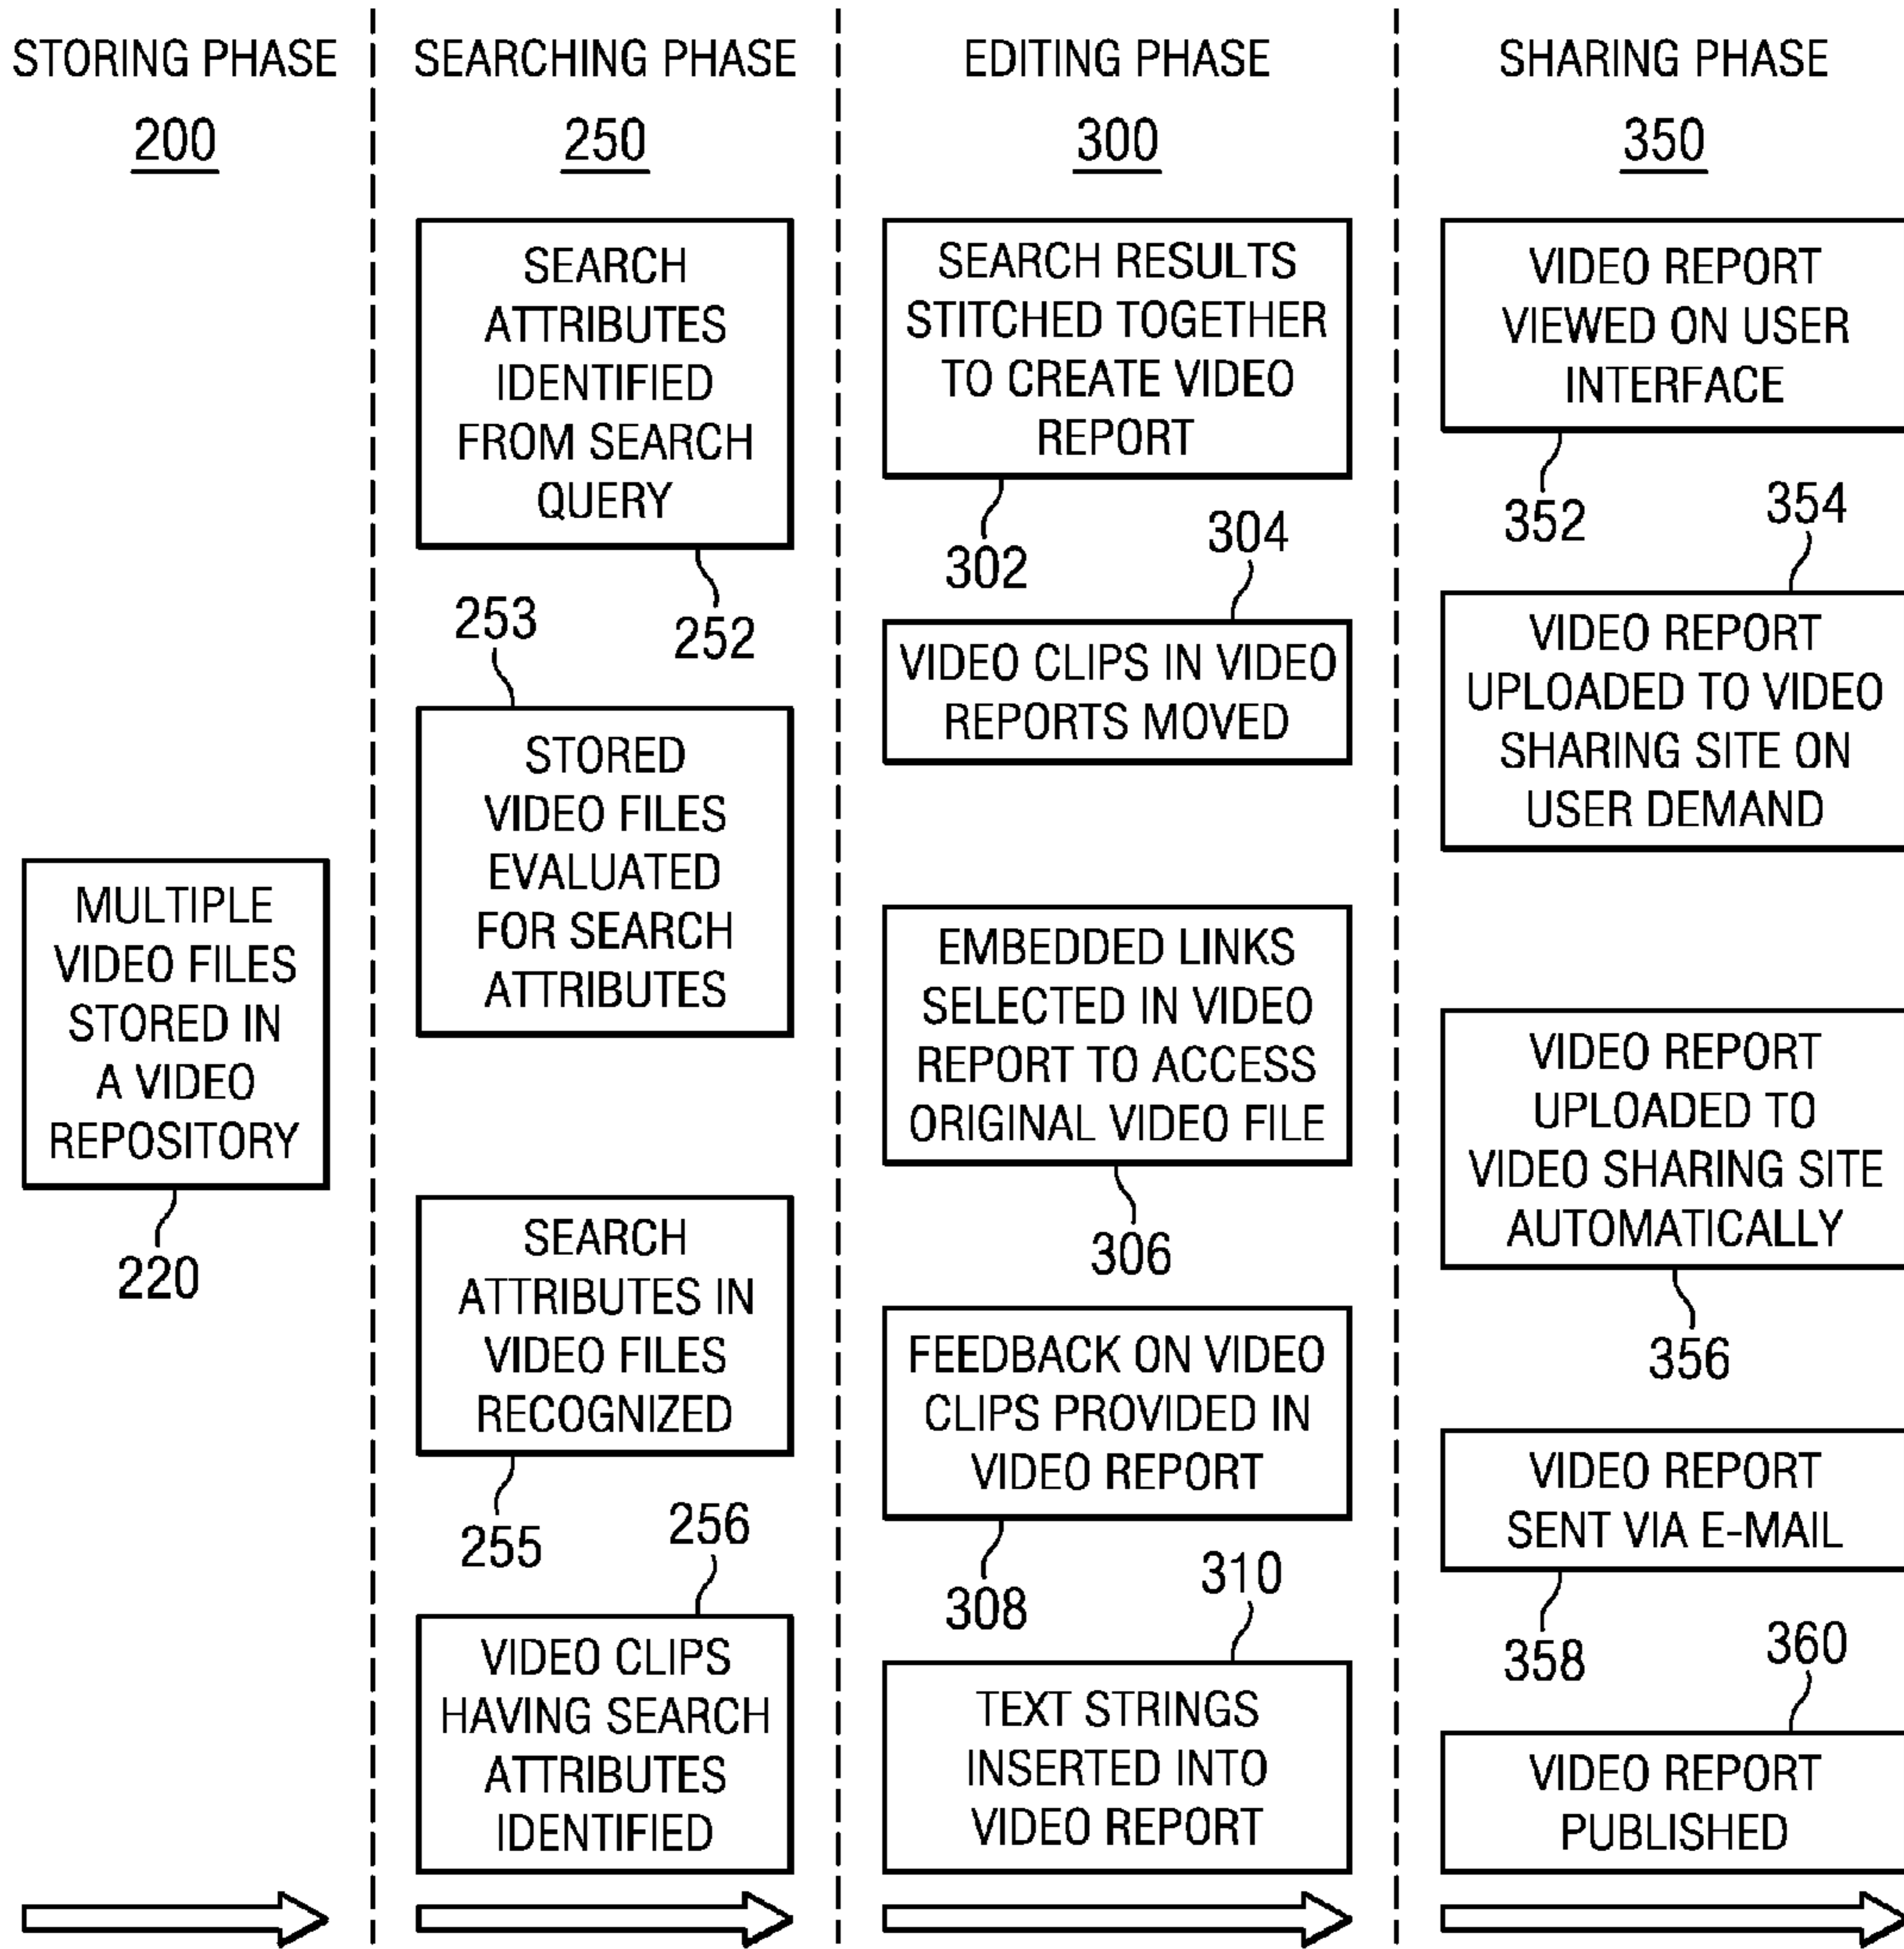 STORING PHASE
200
MULTIPLE
VIDEO FILES
STORED IN
A VIDEO
REPOSITORY
220
SEARCHING PHASE
250
SEARCH
ATTRIBUTES
IDENTIFIED
FROM SEARCH
QUERY
252
253
STORED
VIDEO FILES
EVALUATED
FOR SEARCH
ATTRIBUTES
SEARCH
ATTRIBUTES IN
VIDEO FILES
RECOGNIZED
255
256
VIDEO CLIPS
HAVING SEARCH
ATTRIBUTES
IDENTIFIED
EDITING PHASE
300
SEARCH RESULTS
STITCHED TOGETHER
TO CREATE VIDEO
REPORT
302
304
VIDEO CLIPS IN VIDEO
REPORTS MOVED
EMBEDDED LINKS
SELECTED IN VIDEO
REPORT TO ACCESS
ORIGINAL VIDEO FILE
306
FEEDBACK ON VIDEO
CLIPS PROVIDED IN
VIDEO REPORT
308
310
TEXT STRINGS
INSERTED INTO
VIDEO REPORT
SHARING PHASE
350
VIDEO REPORT
VIEWED ON USER
INTERFACE
352
354
VIDEO REPORT
UPLOADED TO VIDEO
SHARING SITE ON
USER DEMAND
VIDEO REPORT
UPLOADED TO
VIDEO SHARING SITE
AUTOMATICALLY
356
VIDEO REPORT
SENT VIA E-MAIL
358
360
VIDEO REPORT
PUBLISHED